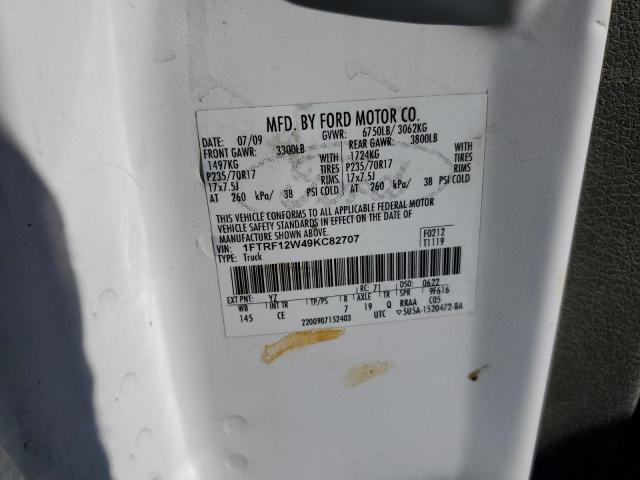 MFD. BY FORD MOTOR CO.
DATE: 07/09 GVWR: 6750LB/ 3062KG
FRONT GAWR: 3300LB REAR GAWR: 3800LB
1497KG WITH 1724KG WITH
P235/70R17 TIRES P235/70R17 TIRES
17x7.5J RIMS 17x7.5J RIMS
AT 260 kPa/ 38 PSI COLD AT 260 kPa/ 38 PSI COLD
THIS VEHICLE CONFORMS TO ALL APPLICABLE FEDERAL MOTOR
VEHICLE SAFETY STANDARDS IN EFFECT ON THE DATE OF
MANUFACTURE SHOWN ABOVE.
VIN: 1FTRF12W49KC82707 F0212
TYPE: Truck T1119
EXT PNT: YZ RC: 71 DSO: 0622
WB INT TR TP/PS R AXLE TR SPR 9F616
145 CE 7 19 Q RRAA C05
2200907152403 UTC ▽5U5A-1520472-BA